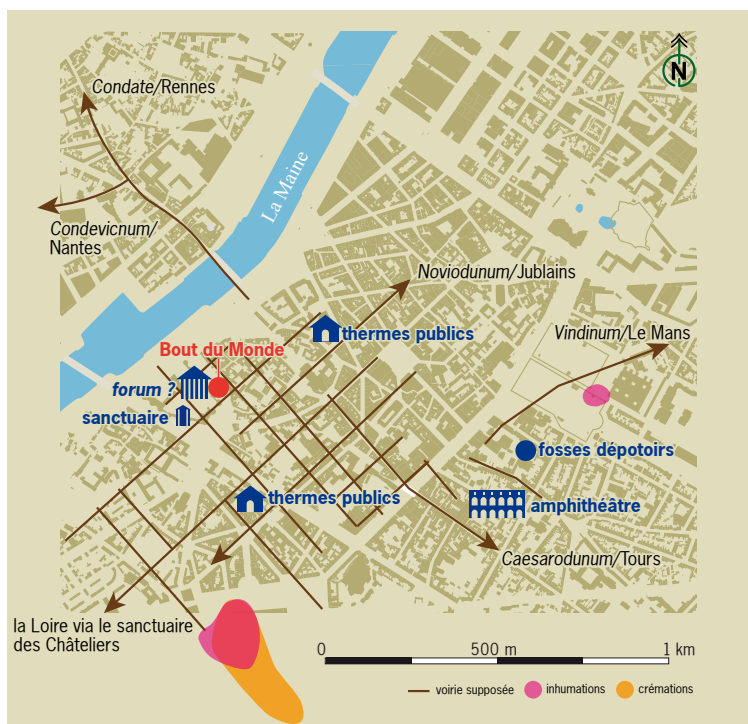 N
Condate/Rennes
La Maine
Condevicnum/
Nantes
Noviodunum/Jublains
thermes publics
Vindinum/Le Mans
Bout du Monde
forum ?
sanctuaire
fosses dépotoirs
thermes publics
amphithéâtre
Caesarodunum/Tours
la Loire via le sanctuaire
des Châteliers
0 500 m 1 km
voirie supposée inhumations crémations